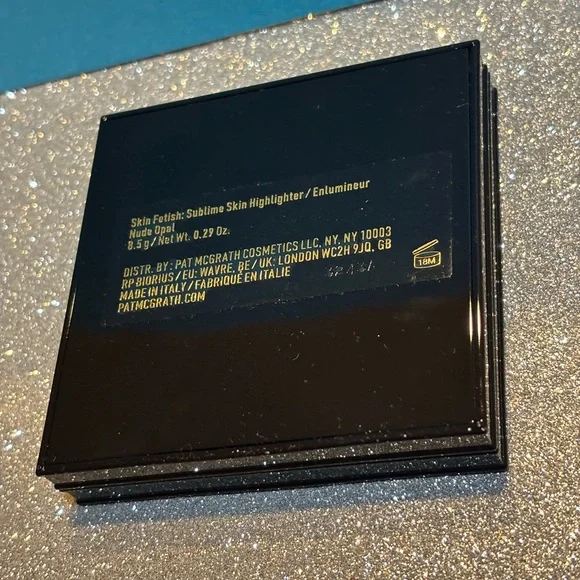 Skin Fetish: Sublime Skin Highlighter / Enlumineur
Nude Opal
8.5 g / Net Wt. 0.29 Oz.
DISTR. BY: PAT MCGRATH COSMETICS LLC, NY, NY 10003
RP BIORIUS / EU: WAVRE, BE / UK: LONDON WC2H 9JQ, GB
MADE IN ITALY / FABRIQUÉ EN ITALIE
PATMCGRATH.COM
18M